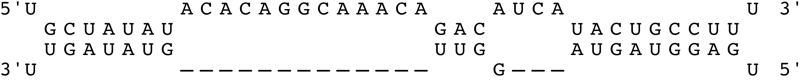 5'U ACACAGGCAAACA AUCA U 3'
GCUAUAU GAC UACUGCCUU
UGAUAUG UUG AUGAUGGAG
3'U ------------- G--- U 5'